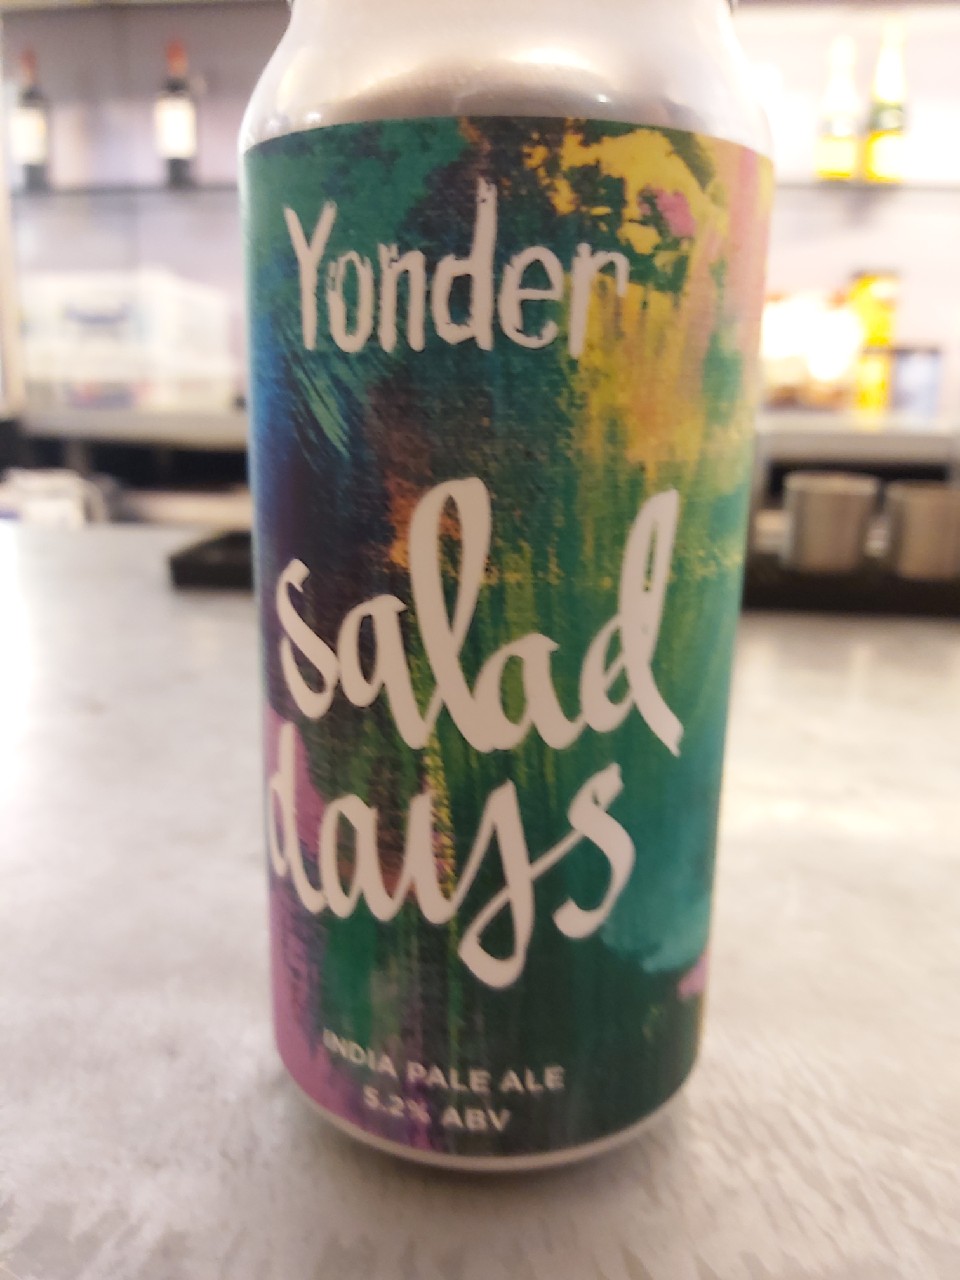 Yonder
salad
days
INDIA PALE ALE
5.2% ABV